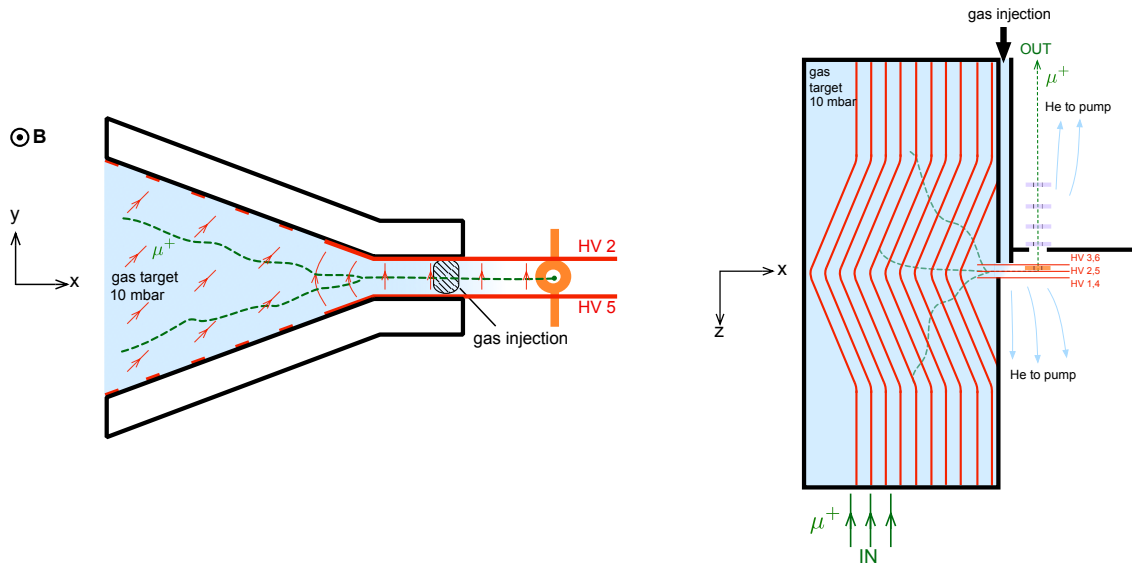 B
y
x
μ+
gas target
10 mbar
HV 2
HV 5
gas injection
gas injection
OUT
μ+
gas
target
10 mbar
He to pump
x
z
HV 3,6
HV 2,5
HV 1,4
He to pump
μ+
IN